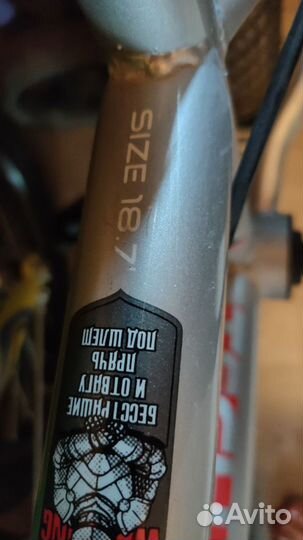 SIZE 18.7"
БЕССТРАШИЕ
И ОТВАГУ
ПРЯЧЬ
ПОД ШЛЕМ
Avito